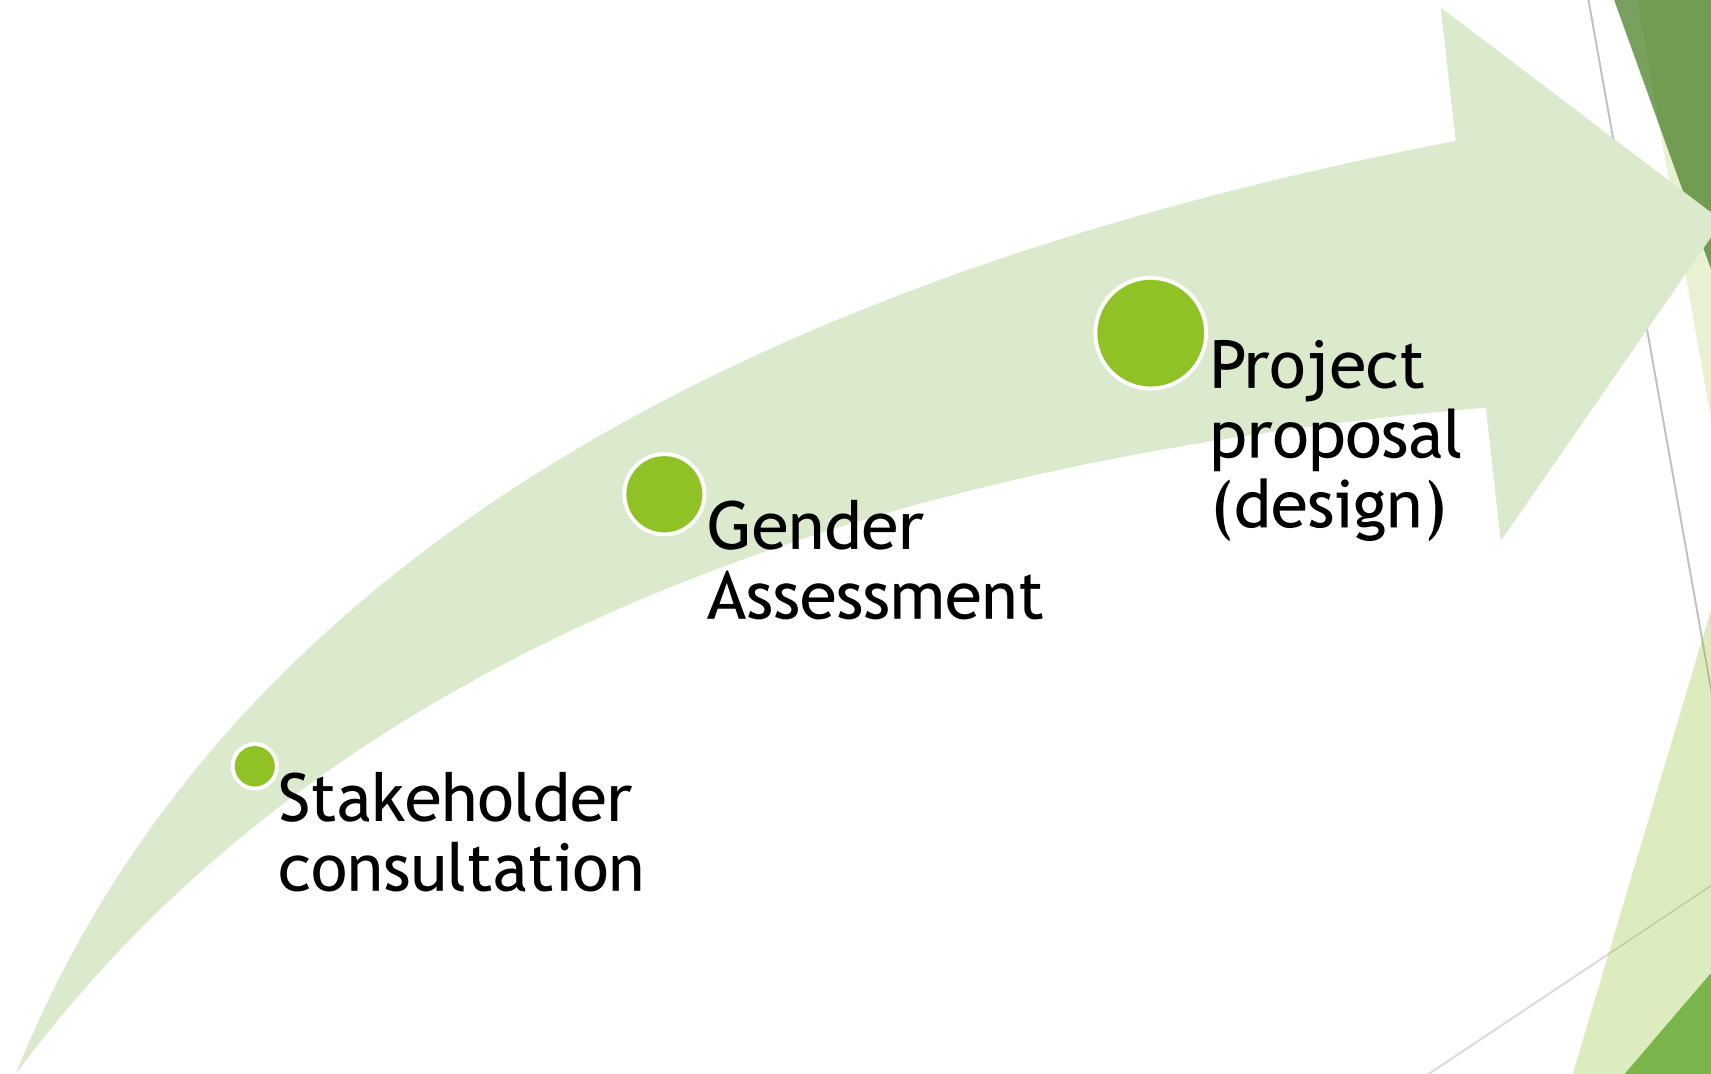 Stakeholder
consultation
Gender
Assessment
Project
proposal
(design)